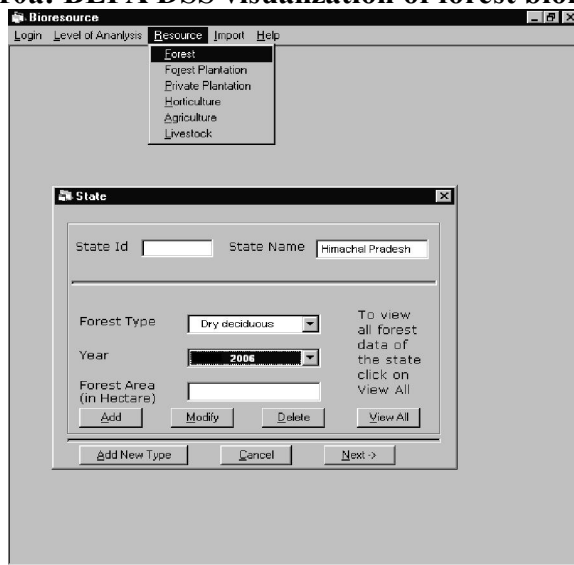 BEPA DSS visualization of forest bior
Bioresource
Login Level of Ananlysis Resource Import Help
Forest
Forest Plantation
Private Plantation
Horticulture
Agriculture
Livestock
State
State Id State Name Himachel Pradesh
Forest Type Dry deciduous
Year 2006
Forest Area
(in Hectare)
To view
all forest
data of
the state
click on
View All
Add Modify Delete View All
Add New Type Cancel Next ->